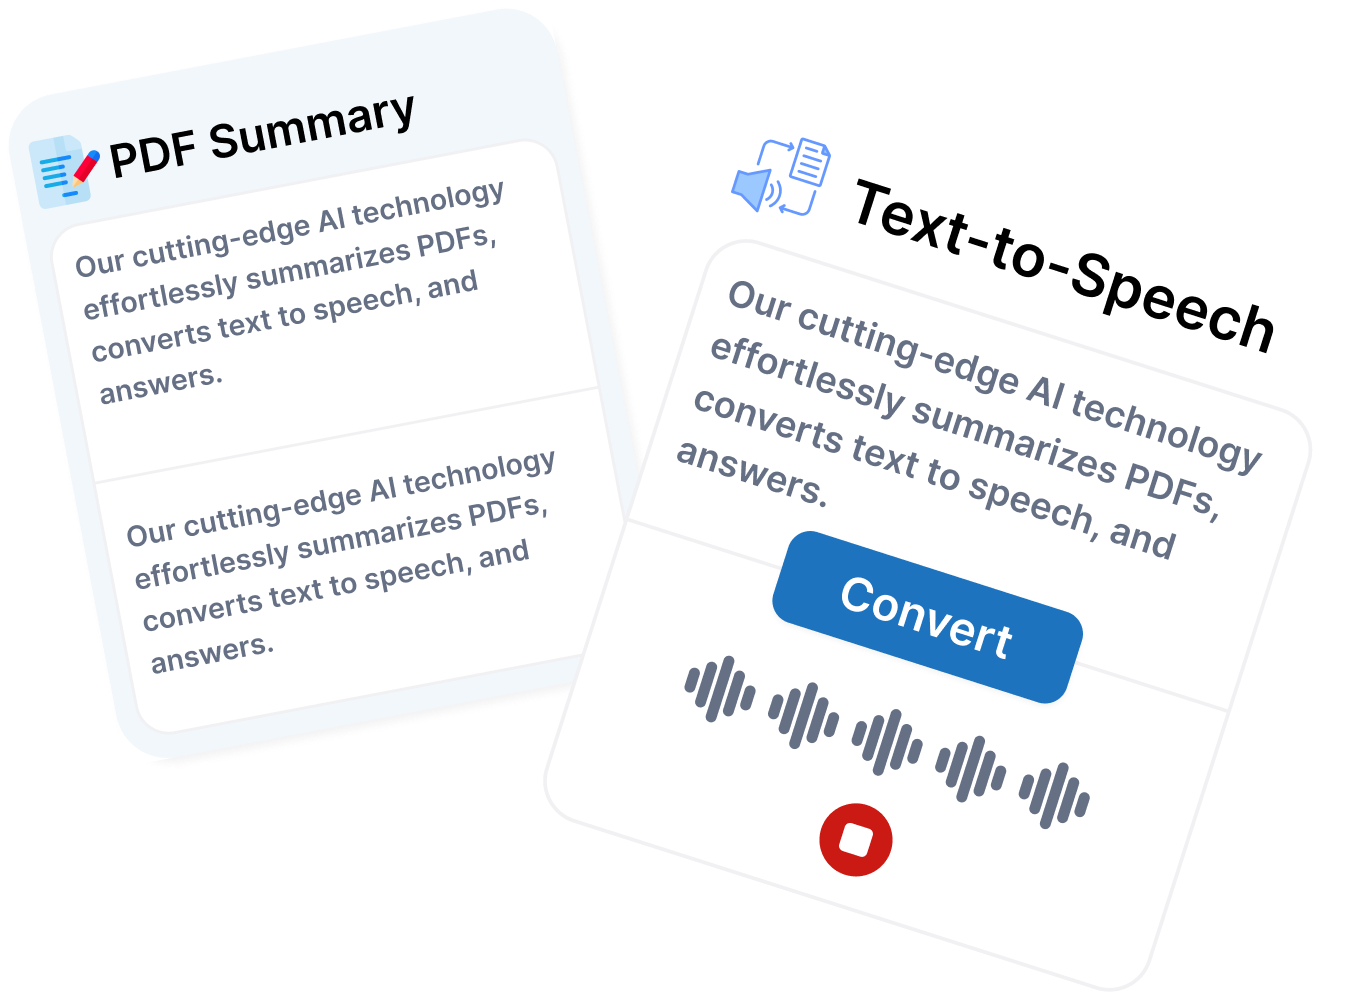 PDF Summary
Our cutting-edge AI technology
effortlessly summarizes PDFs,
converts text to speech, and
answers.
Our cutting-edge AI technology
effortlessly summarizes PDFs,
converts text to speech, and
answers.
Text-to-Speech
Our cutting-edge AI technology
effortlessly summarizes PDFs,
converts text to speech, and
answers.
Convert